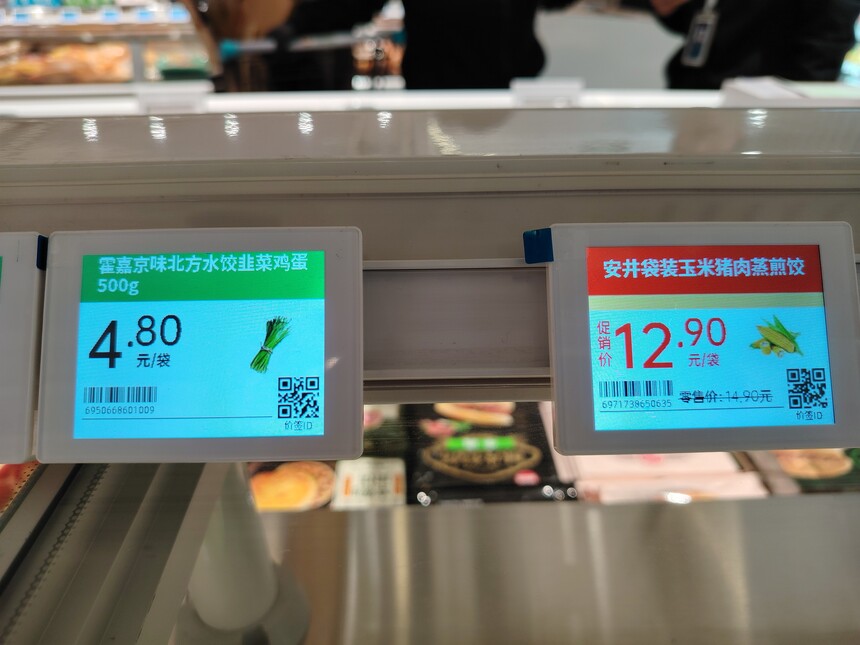 霍嘉京味北方水饺韭菜鸡蛋
500g
4.80
元/袋
6950668601009
价签ID
安井袋装玉米猪肉蒸煎饺
促销价
12.90
元/袋
6971738650635
零售价:14.90元
价签ID